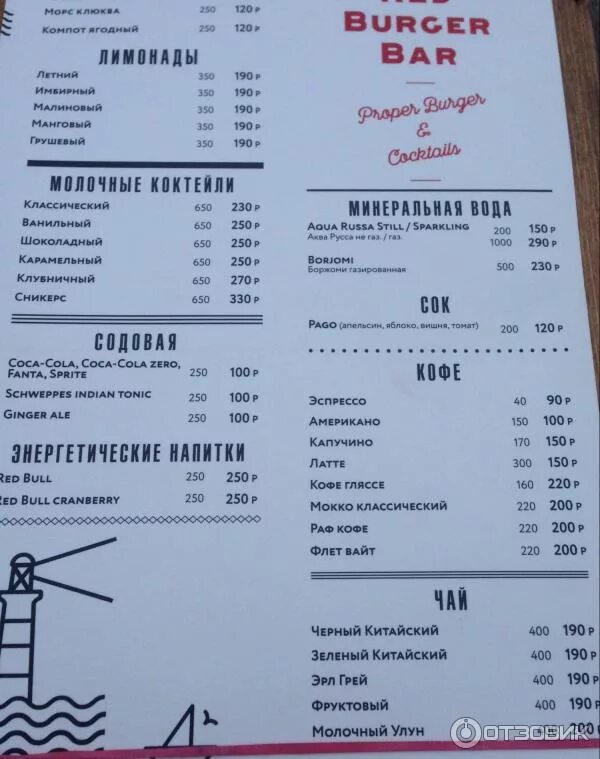 Морс клюква 250 120 Р
Компот ягодный 250 120 Р
ЛИМОНАДЫ
Летний 350 190 Р
Имбирный 350 190 Р
Малиновый 350 190 Р
Манговый 350 190 Р
Грушевый 350 190 Р
МОЛОЧНЫЕ КОКТЕЙЛИ
Классический 650 230 Р
Ванильный 650 250 Р
Шоколадный 650 250 Р
Карамельный 650 250 Р
Клубничный 650 270 Р
Сникерс 650 330 Р
СОДОВАЯ
Coca-Cola, Coca-Cola zero,
Fanta, Sprite 250 100 Р
Schweppes indian tonic 250 100 Р
Ginger ale 250 100 Р
ЭНЕРГЕТИЧЕСКИЕ НАПИТКИ
Red Bull 250 250 Р
Red Bull cranberry 250 250 Р
RED
BURGER
BAR
Proper Burger
&
Cocktails
МИНЕРАЛЬНАЯ ВОДА
Aqua Russa Still / Sparkling 200 150 Р
Аква Русса не газ. / газ. 1000 290 Р
Borjomi
Боржоми газированная 500 230 Р
СОК
Pago (апельсин, яблоко, вишня, томат) 200 120 Р
КОФЕ
Эспрессо 40 90 Р
Американо 150 100 Р
Капучино 170 150 Р
Латте 300 150 Р
Кофе гляссе 160 220 Р
Мокко классический 220 200 Р
Раф кофе 220 200 Р
Флет вайт 220 200 Р
ЧАЙ
Черный Китайский 400 190 Р
Зеленый Китайский 400 190 Р
Эрл Грей 400 190 Р
Фруктовый 400 190 Р
Молочный Улун 400 200 Р
ОТЗОВИК